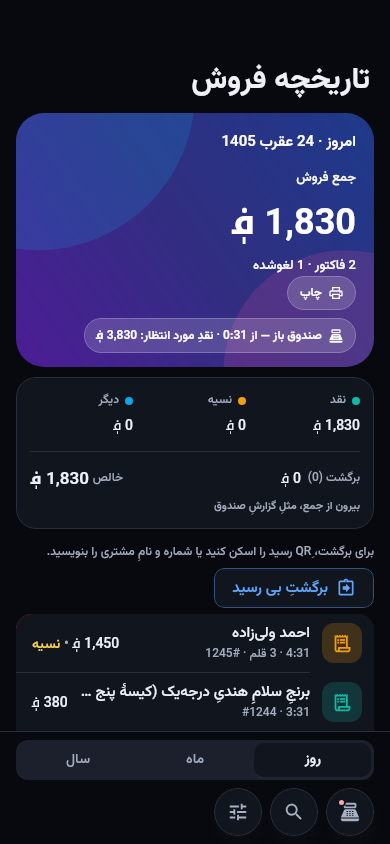 تاریخچه فروش
امروز · 24 عقرب 1405
جمع فروش
1,830 ؋
2 فاکتور · 1 لغوشده
چاپ
صندوق باز — از 0:31 · نقدِ مورد انتظار: 3,830 ؋
نقد
نسیه
دیگر
1,830 ؋
0 ؋
0 ؋
برگشت (0) 0 ؋
خالص 1,830 ؋
بیرون از جمع، مثلِ گزارشِ صندوق
برای برگشت، QRِ رسید را اسکن کنید یا شماره و نامِ مشتری را بنویسید.
برگشتِ بی رسید
احمد ولی‌زاده
1,450 ؋ • نسیه
4:31 · 3 قلم · #1245
برنجِ سلامِ هندیِ درجه‌یک (کیسهٔ پنج ...
380 ؋
3:31 · #1244
روز
ماه
سال